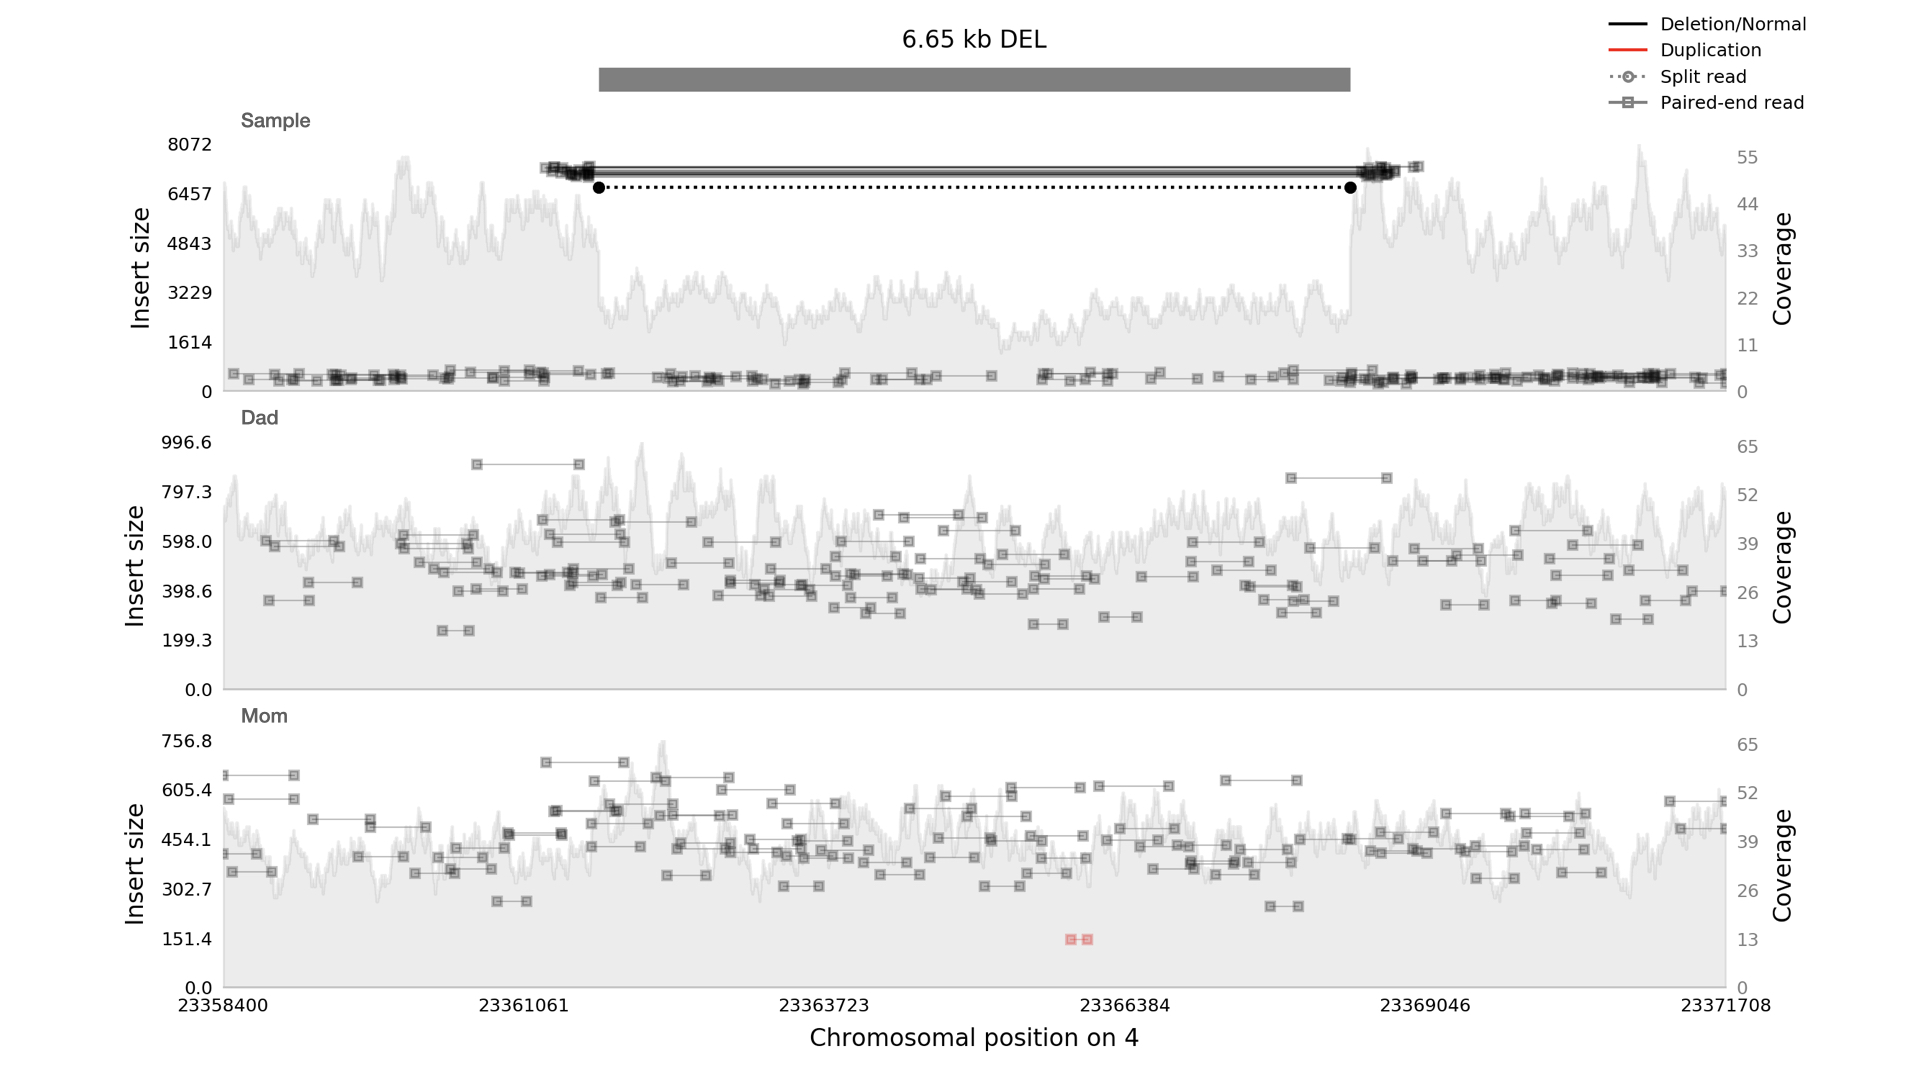 6.65 kb DEL
Deletion/Normal
Duplication
Split read
Paired-end read
Sample
8072
6457
4843
3229
1614
0
Insert size
55
44
33
22
11
0
Coverage
Dad
996.6
797.3
598.0
398.6
199.3
0.0
Insert size
65
52
39
26
13
0
Coverage
Mom
756.8
605.4
454.1
302.7
151.4
0.0
Insert size
65
52
39
26
13
0
Coverage
23358400 23361061 23363723 23366384 23369046 23371708
Chromosomal position on 4